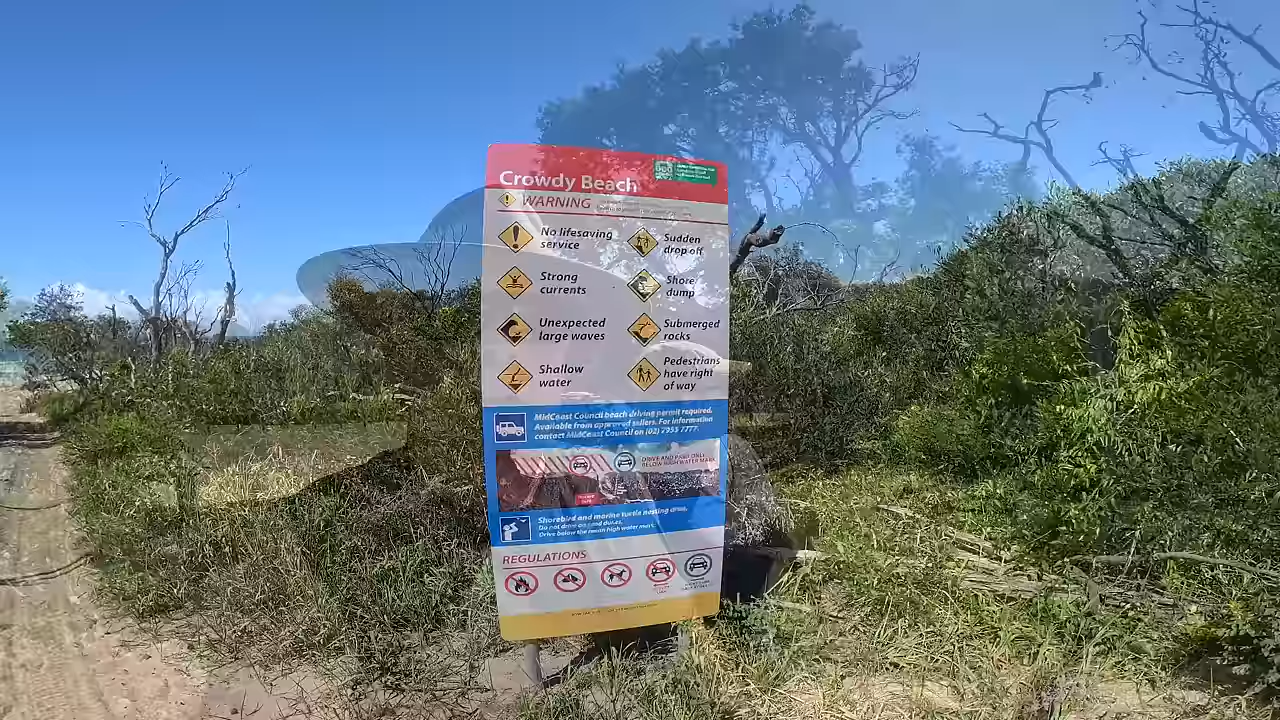 Crowdy Beach
WARNING
No lifesaving
service
Sudden
drop off
Strong
currents
Shore
dump
Unexpected
large waves
Submerged
rocks
Shallow
water
Pedestrians
have right
of way
MidCoast Council beach driving permit required.
Available from approved sellers. For information
contact MidCoast Council on (02) 7955 7777.
DRIVE AND PARK ONLY
BELOW HIGH WATER MARK
Shorebird and marine turtle nesting area.
Do not drive on sand dunes.
Drive below the mean high water mark.
REGULATIONS